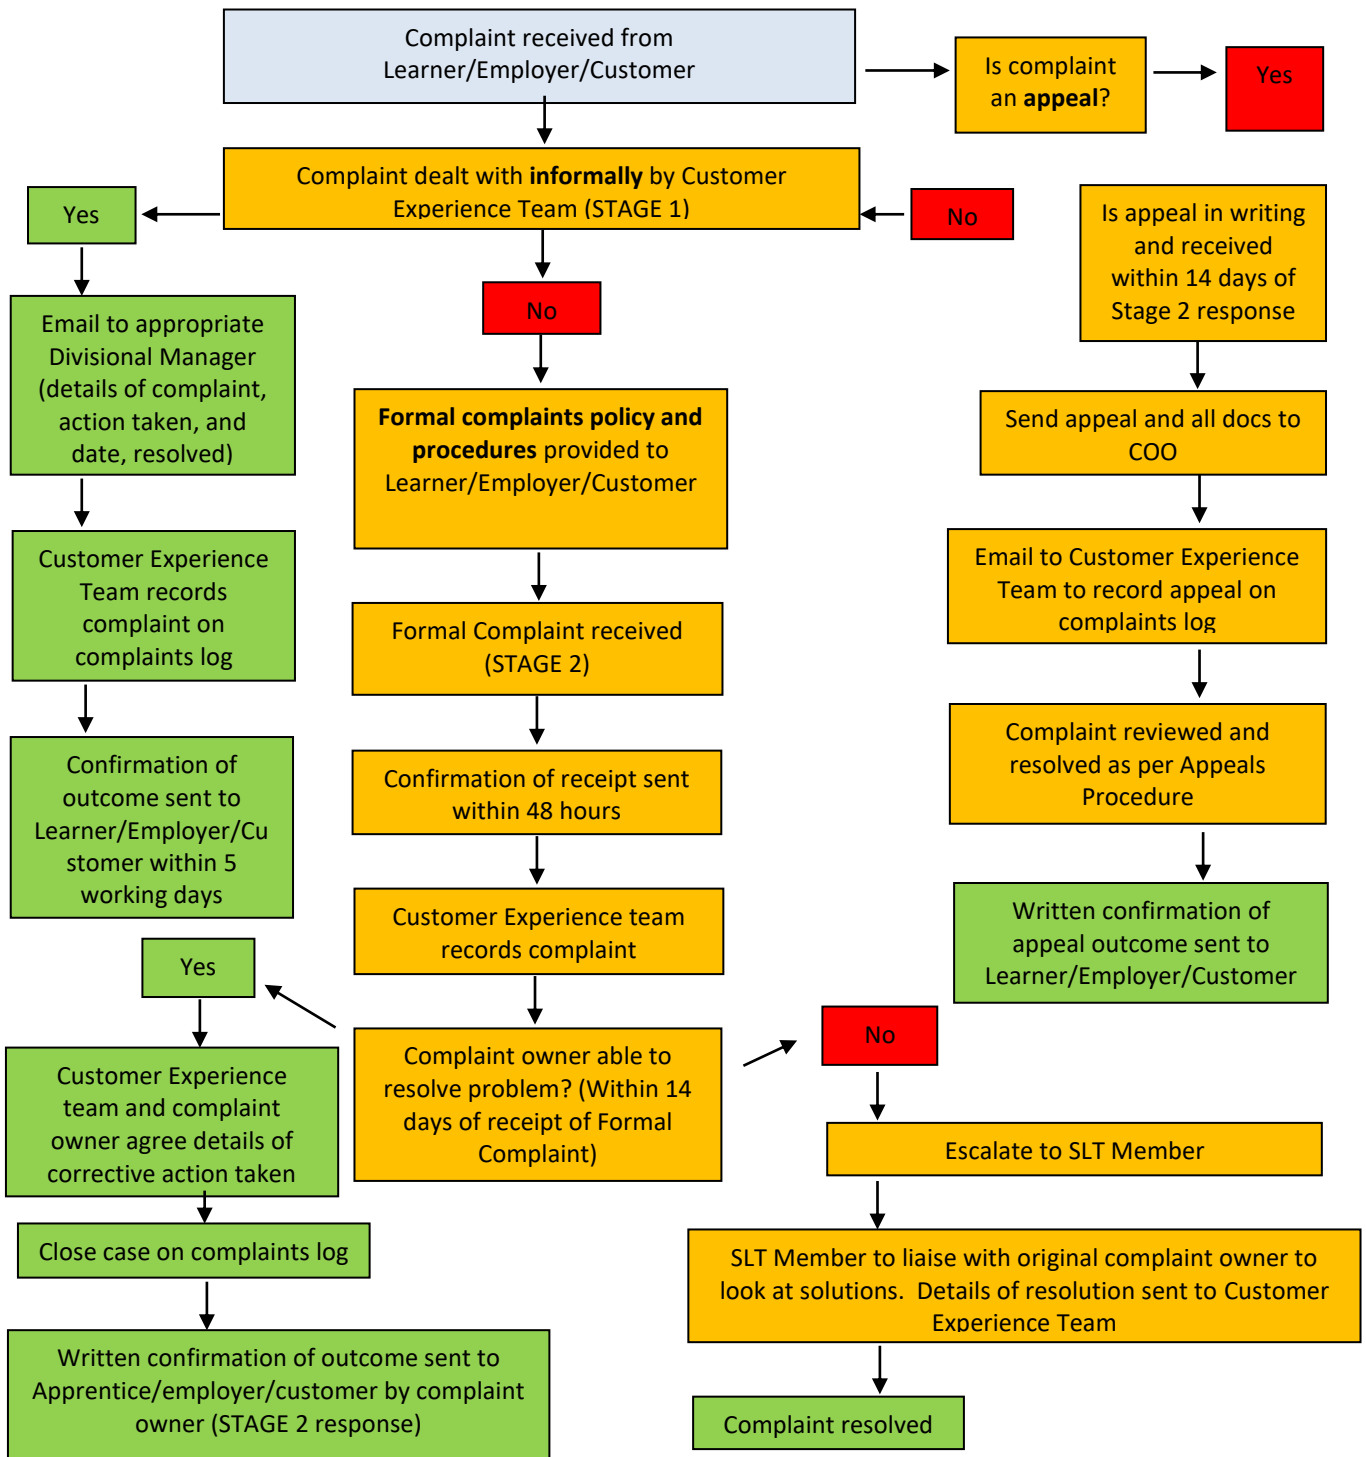 Complaint received from
Learner/Employer/Customer
Is complaint
an appeal?
Yes
Complaint dealt with informally by Customer
Experience Team (STAGE 1)
Yes
No
No
Email to appropriate
Divisional Manager
(details of complaint,
action taken, and
date, resolved)
Customer Experience
Team records
complaint on
complaints log
Confirmation of
outcome sent to
Learner/Employer/Cu
stomer within 5
working days
Formal complaints policy and
procedures provided to
Learner/Employer/Customer
Formal Complaint received
(STAGE 2)
Confirmation of receipt sent
within 48 hours
Customer Experience team
records complaint
Complaint owner able to
resolve problem? (Within 14
days of receipt of Formal
Complaint)
Yes
Customer Experience
team and complaint
owner agree details of
corrective action taken
Close case on complaints log
Written confirmation of outcome sent to
Apprentice/employer/customer by complaint
owner (STAGE 2 response)
No
Escalate to SLT Member
SLT Member to liaise with original complaint owner to
look at solutions.  Details of resolution sent to Customer
Experience Team
Complaint resolved
Is appeal in writing
and received
within 14 days of
Stage 2 response
Send appeal and all docs to
COO
Email to Customer Experience
Team to record appeal on
complaints log
Complaint reviewed and
resolved as per Appeals
Procedure
Written confirmation of
appeal outcome sent to
Learner/Employer/Customer